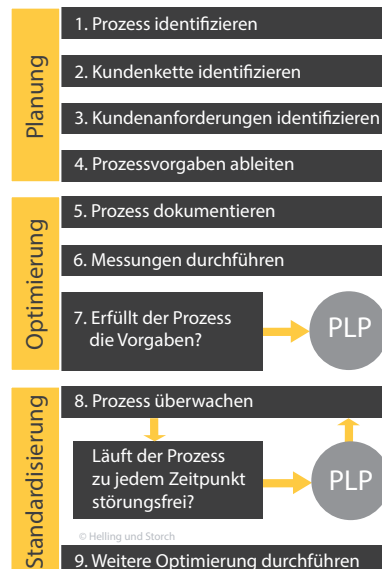 Planung
1. Prozess identifizieren
2. Kundenkette identifizieren
3. Kundenanforderungen identifizieren
4. Prozessvorgaben ableiten
Optimierung
5. Prozess dokumentieren
6. Messungen durchführen
7. Erfüllt der Prozess
die Vorgaben?
PLP
Standardisierung
8. Prozess überwachen
Läuft der Prozess
zu jedem Zeitpunkt
störungsfrei?
PLP
© Helling und Storch
9. Weitere Optimierung durchführen